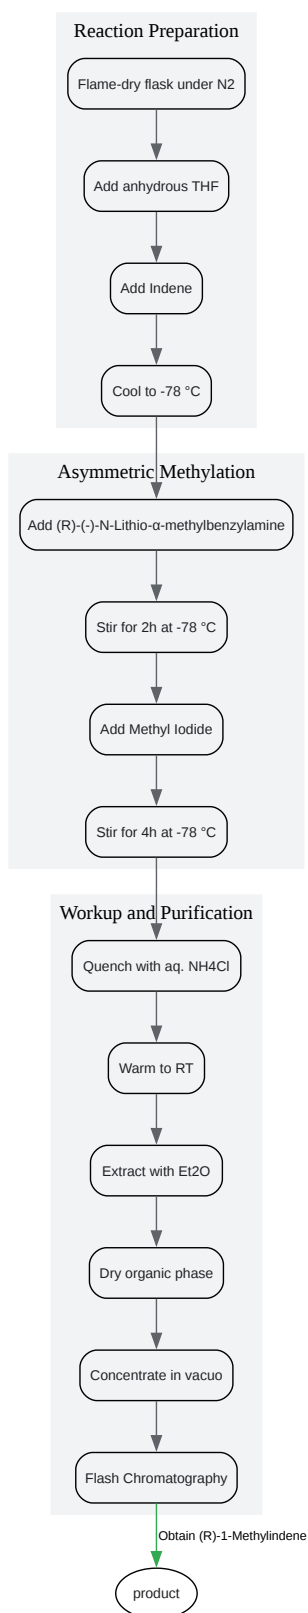 Reaction Preparation
Flame-dry flask under N2
Add anhydrous THF
Add Indene
Cool to -78 °C
Asymmetric Methylation
Add (R)-(-)-N-Lithio-α-methylbenzylamine
Stir for 2h at -78 °C
Add Methyl Iodide
Stir for 4h at -78 °C
Workup and Purification
Quench with aq. NH4Cl
Warm to RT
Extract with Et2O
Dry organic phase
Concentrate in vacuo
Flash Chromatography
Obtain (R)-1-Methylindene
product